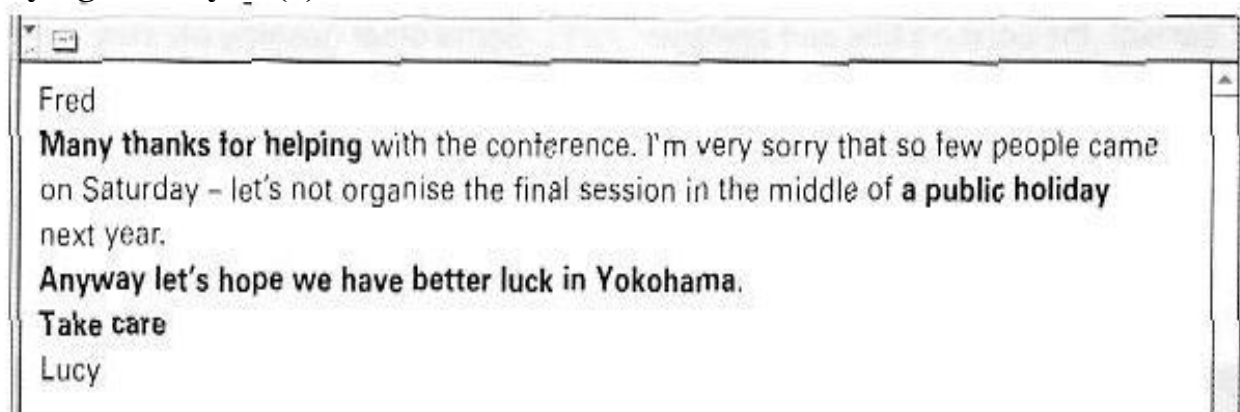 Fred
Many thanks for helping with the conference. I'm very sorry that so few people came
on Saturday – let's not organise the final session in the middle of a public holiday
next year.
Anyway let's hope we have better luck in Yokohama.
Take care
Lucy